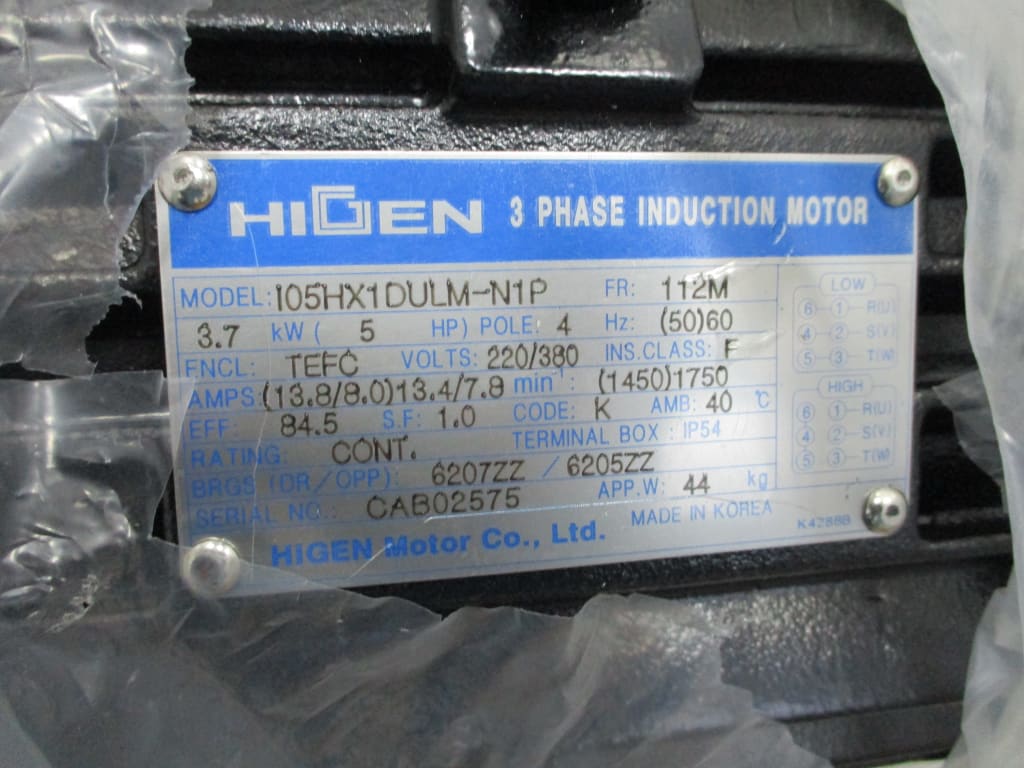 HIGEN 3 PHASE INDUCTION MOTOR
MODEL: I05HX1DULM-N1P FR: 112M
3.7 kW ( 5 HP) POLE: 4 Hz: (50)60
ENCL: TEFC VOLTS: 220/380 INS.CLASS: F
AMPS: (13.8/8.0)13.4/7.8 min⁻¹: (1450)1750
EFF: 84.5 S.F: 1.0 CODE: K AMB: 40 ℃
RATING: CONT. TERMINAL BOX : IP54
BRGS (DR/OPP): 6207ZZ / 6205ZZ
SERIAL NO.: CAB02575 APP.W: 44 kg
HIGEN Motor Co., Ltd. MADE IN KOREA K4288B
LOW
6 1 R(U)
4 2 S(V)
5 3 T(W)
HIGH
6 1 R(U)
4 2 S(V)
5 3 T(W)